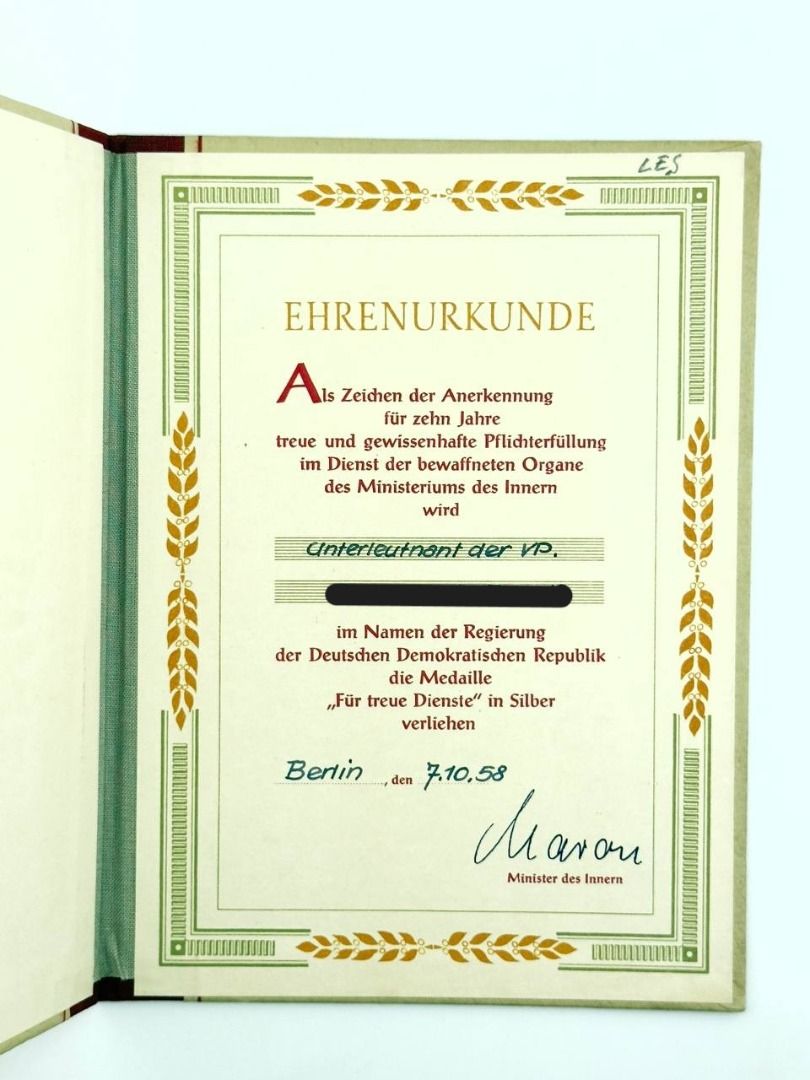 LES
EHRENURKUNDE
Als Zeichen der Anerkennung
für zehn Jahre
treue und gewissenhafte Pflichterfüllung
im Dienst der bewaffneten Organe
des Ministeriums des Innern
wird
Unterleutnant der VP.
im Namen der Regierung
der Deutschen Demokratischen Republik
die Medaille
„Für treue Dienste“ in Silber
verliehen
Berlin, den 7.10.58
Maron
Minister des Innern